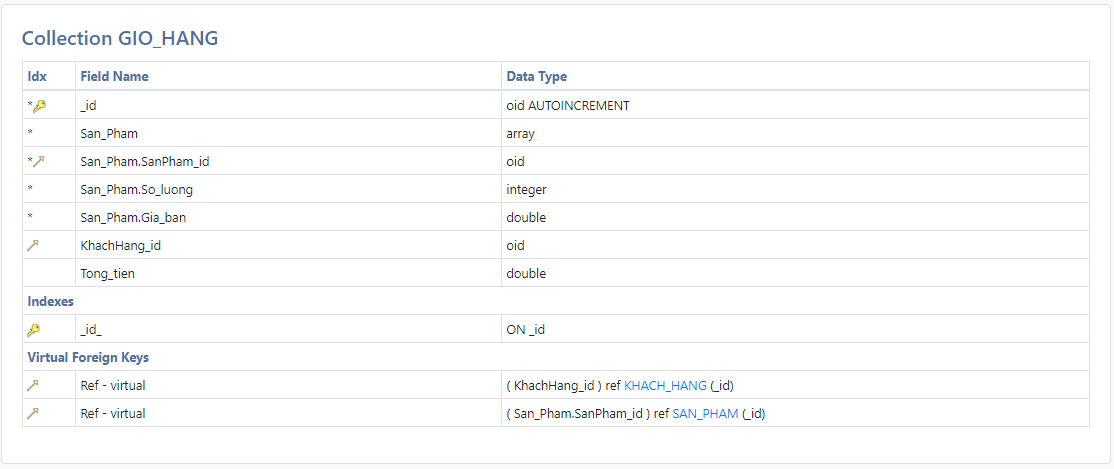 Collection GIO_HANG
Idx Field Name Data Type
* _id oid AUTOINCREMENT
* San_Pham array
* San_Pham.SanPham_id oid
* San_Pham.So_luong integer
* San_Pham.Gia_ban double
KhachHang_id oid
Tong_tien double
Indexes
_id_ ON _id
Virtual Foreign Keys
Ref - virtual ( KhachHang_id ) ref KHACH_HANG (_id)
Ref - virtual ( San_Pham.SanPham_id ) ref SAN_PHAM (_id)